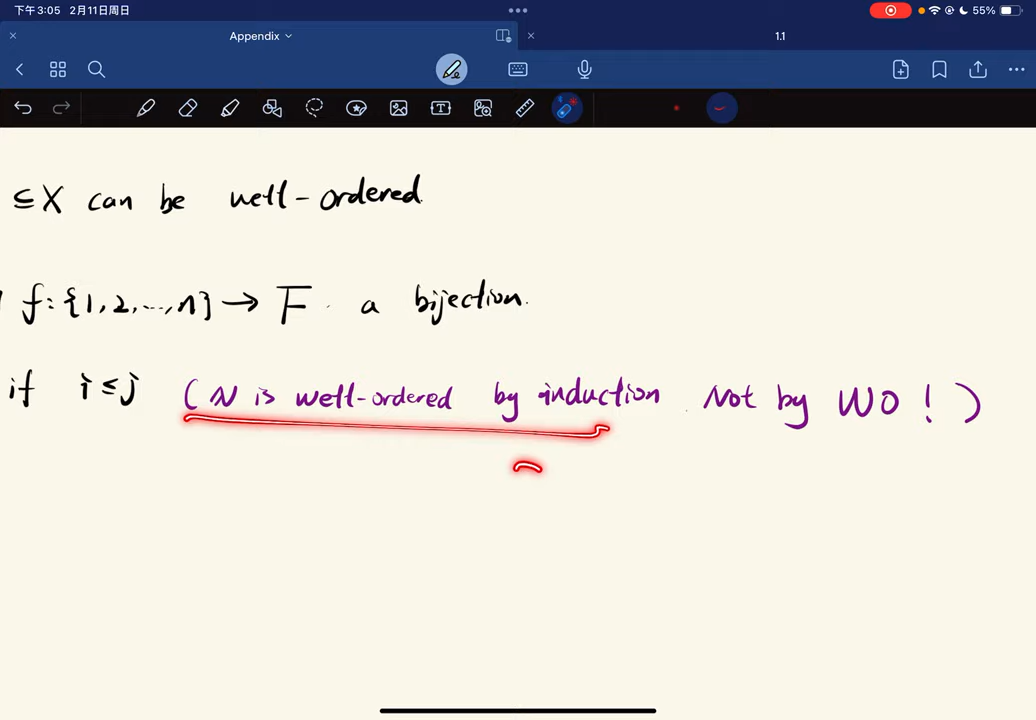 下午3:05 2月11日周日
55%
Appendix
1.1
⊆X can be well-ordered.
f:{1,2,...,n} → F. a bijection.
if i≤j (N is well-ordered by induction. Not by WO!)